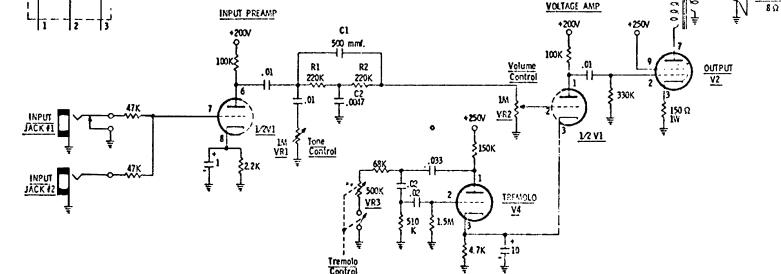 1 2 3
INPUT PREAMP
VOLTAGE AMP
8 Ω
+200V
C1
500 mmf.
+200V
+250V
100K
100K
7
6
.01
R1
220K
R2
220K
Volume
Control
1
.01
9
OUTPUT
V2
.01
C2
.0047
2
3
INPUT
JACK #1
47K
7
1/2V1
1M
VR1
Tone
Control
1M
VR2
2
330K
150 Ω
1W
8
+250V
3
1/2 V1
1
2.2K
150K
68K
.033
INPUT
JACK #2
47K
500K
VR3
.02
.02
1
2
TREMOLO
V4
510
K
1.5M
3
4.7K
10
Tremolo
Control